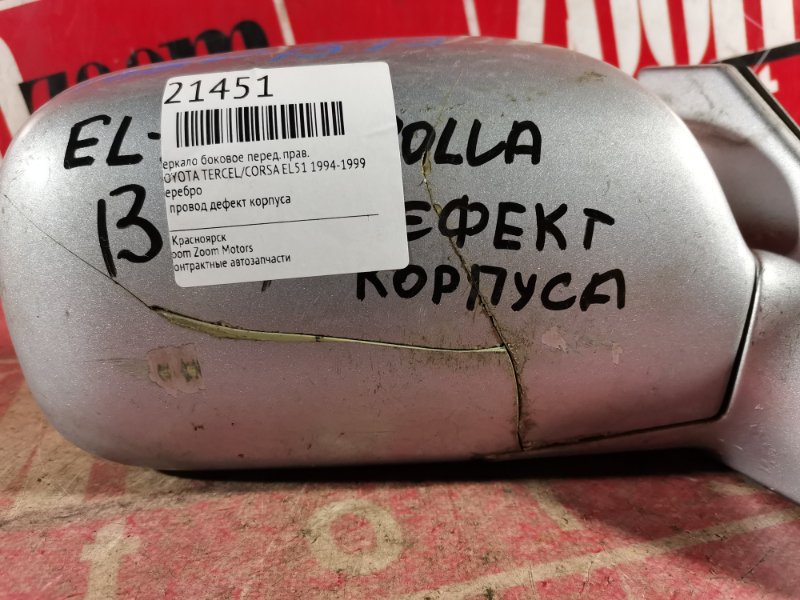 zoom
21451
еркало боковое перед. прав.
OYOTA TERCEL/CORSA EL51 1994-1999
еребро
провод дефект корпуса
Красноярск
oom Zoom Motors
онтрактные автозапчасти
EL- OLLA
13 ЕФЕКТ
КОРПУСА